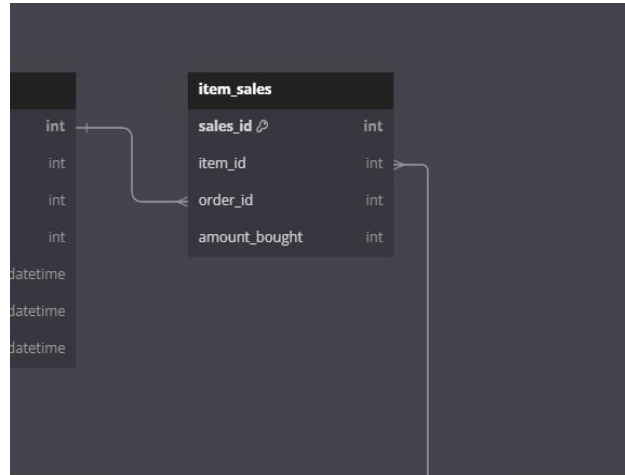 item_sales
int
sales_id int
int
item_id int
int
order_id int
int
amount_bought int
datetime
datetime
datetime